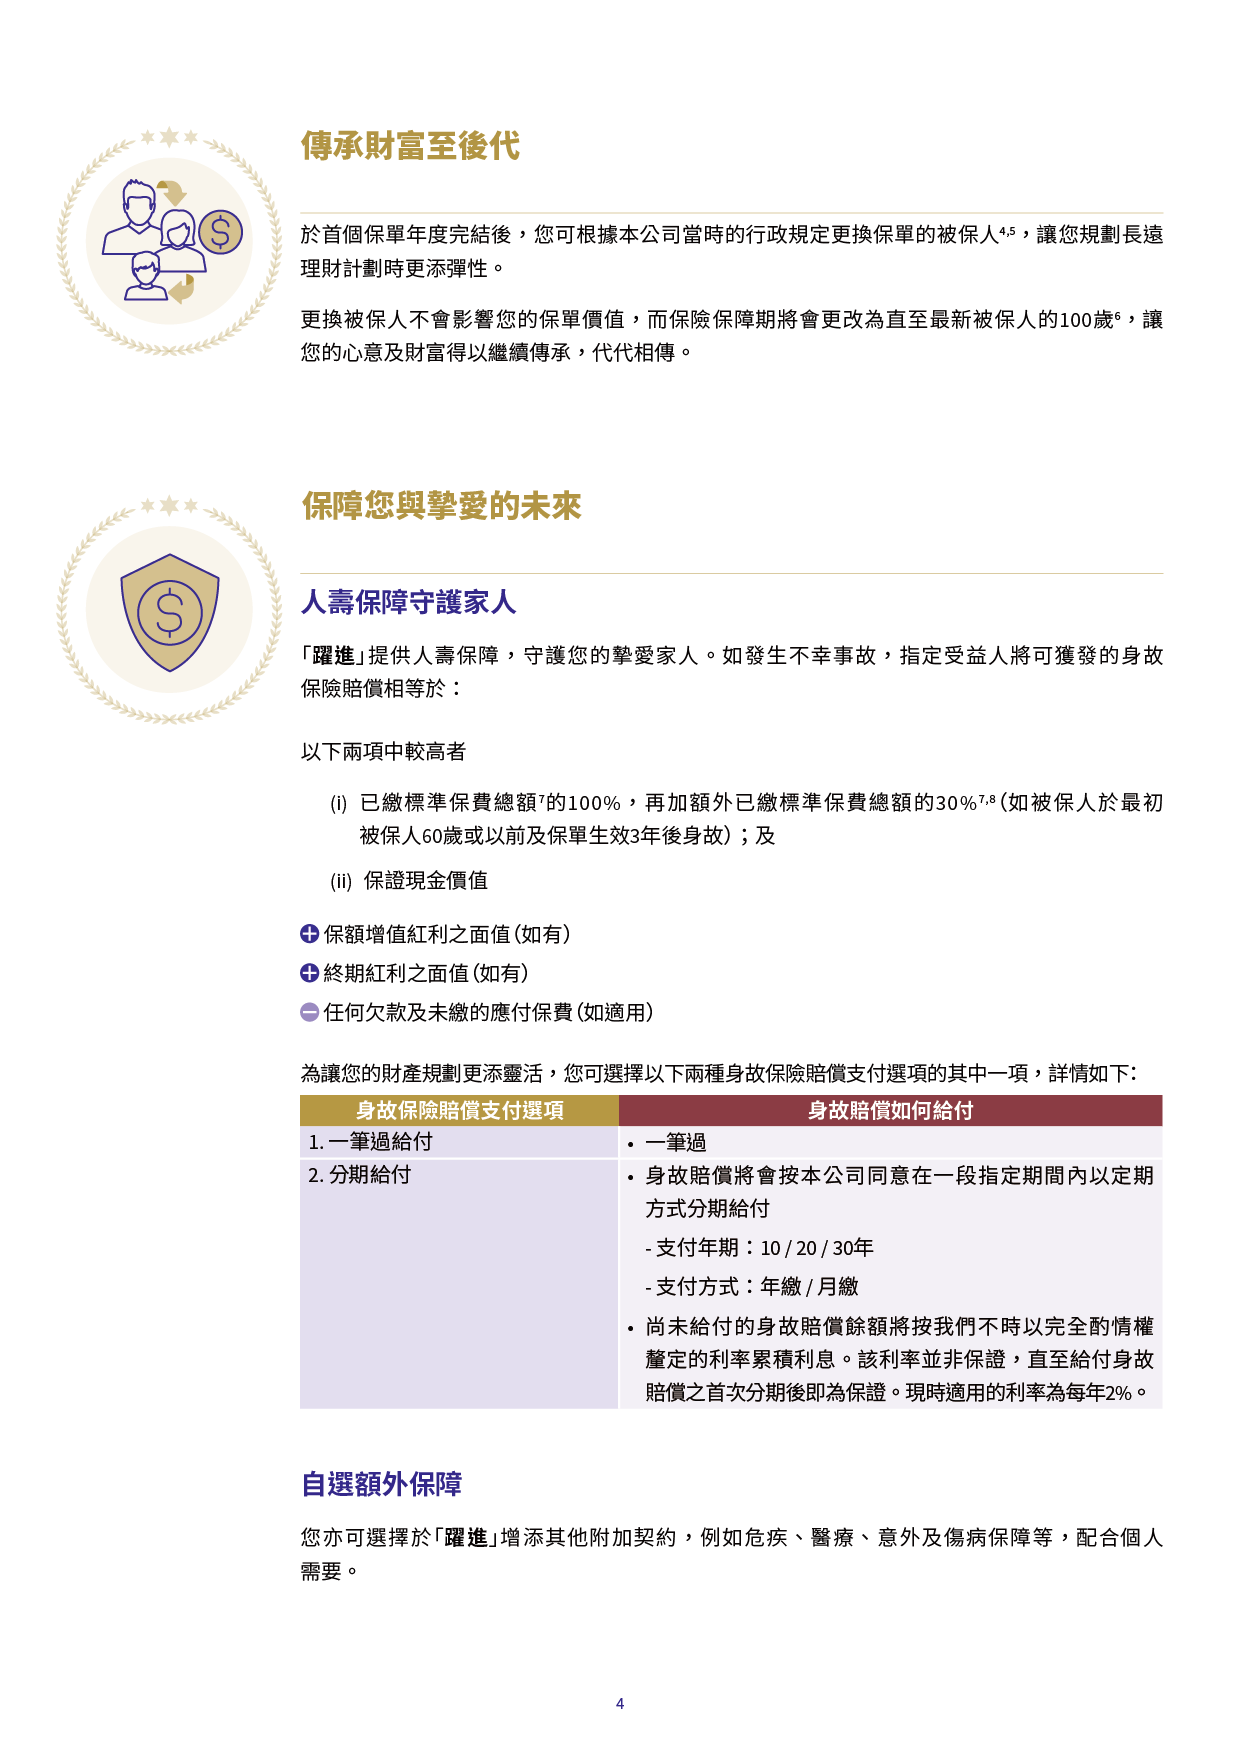 傳承財富至後代
於首個保單年度完結後，您可根據本公司當時的行政規定更換保單的被保人4,5，讓您規劃長遠
理財計劃時更添彈性。
更換被保人不會影響您的保單價值，而保險保障期將會更改為直至最新被保人的100歲6，讓
您的心意及財富得以繼續傳承，代代相傳。
保障您與摯愛的未來
人壽保障守護家人
「躍進」提供人壽保障，守護您的摯愛家人。如發生不幸事故，指定受益人將可獲發的身故
保險賠償相等於：
以下兩項中較高者
(i) 已繳標準保費總額7的100%，再加額外已繳標準保費總額的30%7,8（如被保人於最初
被保人60歲或以前及保單生效3年後身故）；及
(ii) 保證現金價值
保額增值紅利之面值（如有）
終期紅利之面值（如有）
任何欠款及未繳的應付保費（如適用）
為讓您的財產規劃更添靈活，您可選擇以下兩種身故保險賠償支付選項的其中一項，詳情如下：
身故保險賠償支付選項 身故賠償如何給付
1. 一筆過給付 • 一筆過
2. 分期給付 • 身故賠償將會按本公司同意在一段指定期間內以定期
方式分期給付
- 支付年期：10 / 20 / 30年
- 支付方式：年繳 / 月繳
• 尚未給付的身故賠償餘額將按我們不時以完全酌情權
釐定的利率累積利息。該利率並非保證，直至給付身故
賠償之首次分期後即為保證。現時適用的利率為每年2%。
自選額外保障
您亦可選擇於「躍進」增添其他附加契約，例如危疾、醫療、意外及傷病保障等，配合個人
需要。
4
$
$